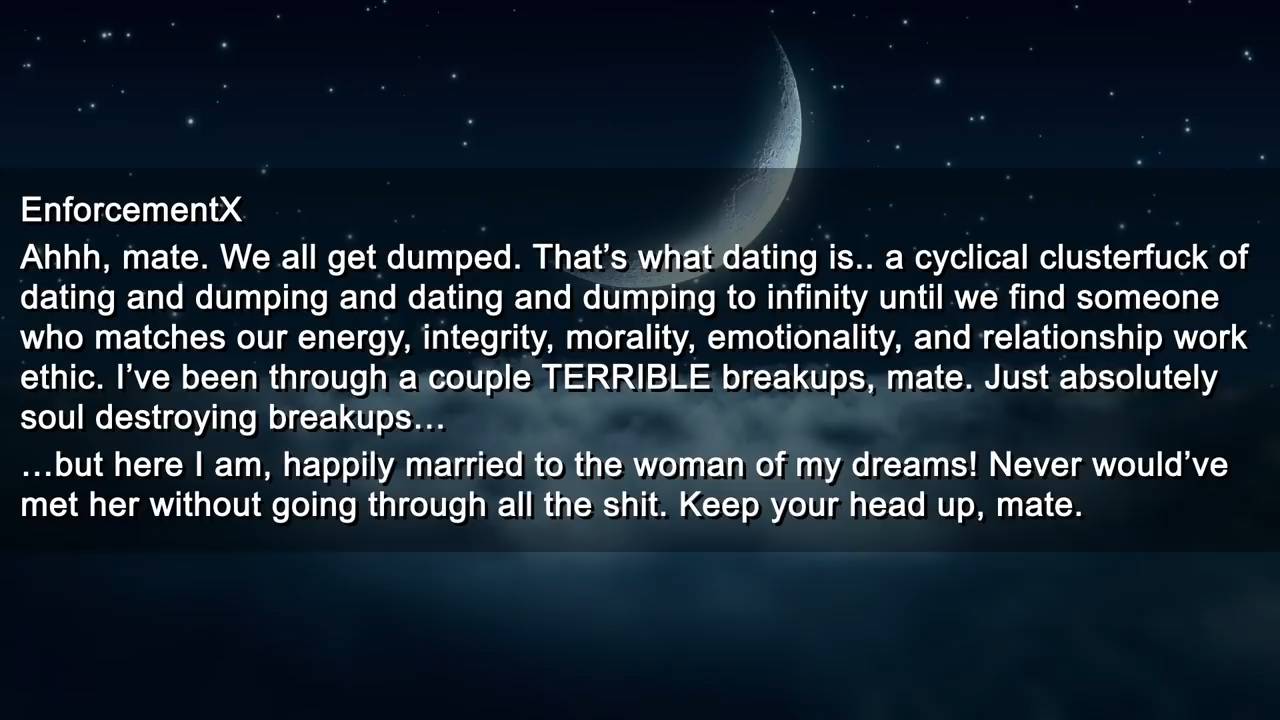 EnforcementX
Ahhh, mate. We all get dumped. That’s what dating is.. a cyclical clusterfuck of
dating and dumping and dating and dumping to infinity until we find someone
who matches our energy, integrity, morality, emotionality, and relationship work
ethic. I’ve been through a couple TERRIBLE breakups, mate. Just absolutely
soul destroying breakups…
…but here I am, happily married to the woman of my dreams! Never would’ve
met her without going through all the shit. Keep your head up, mate.